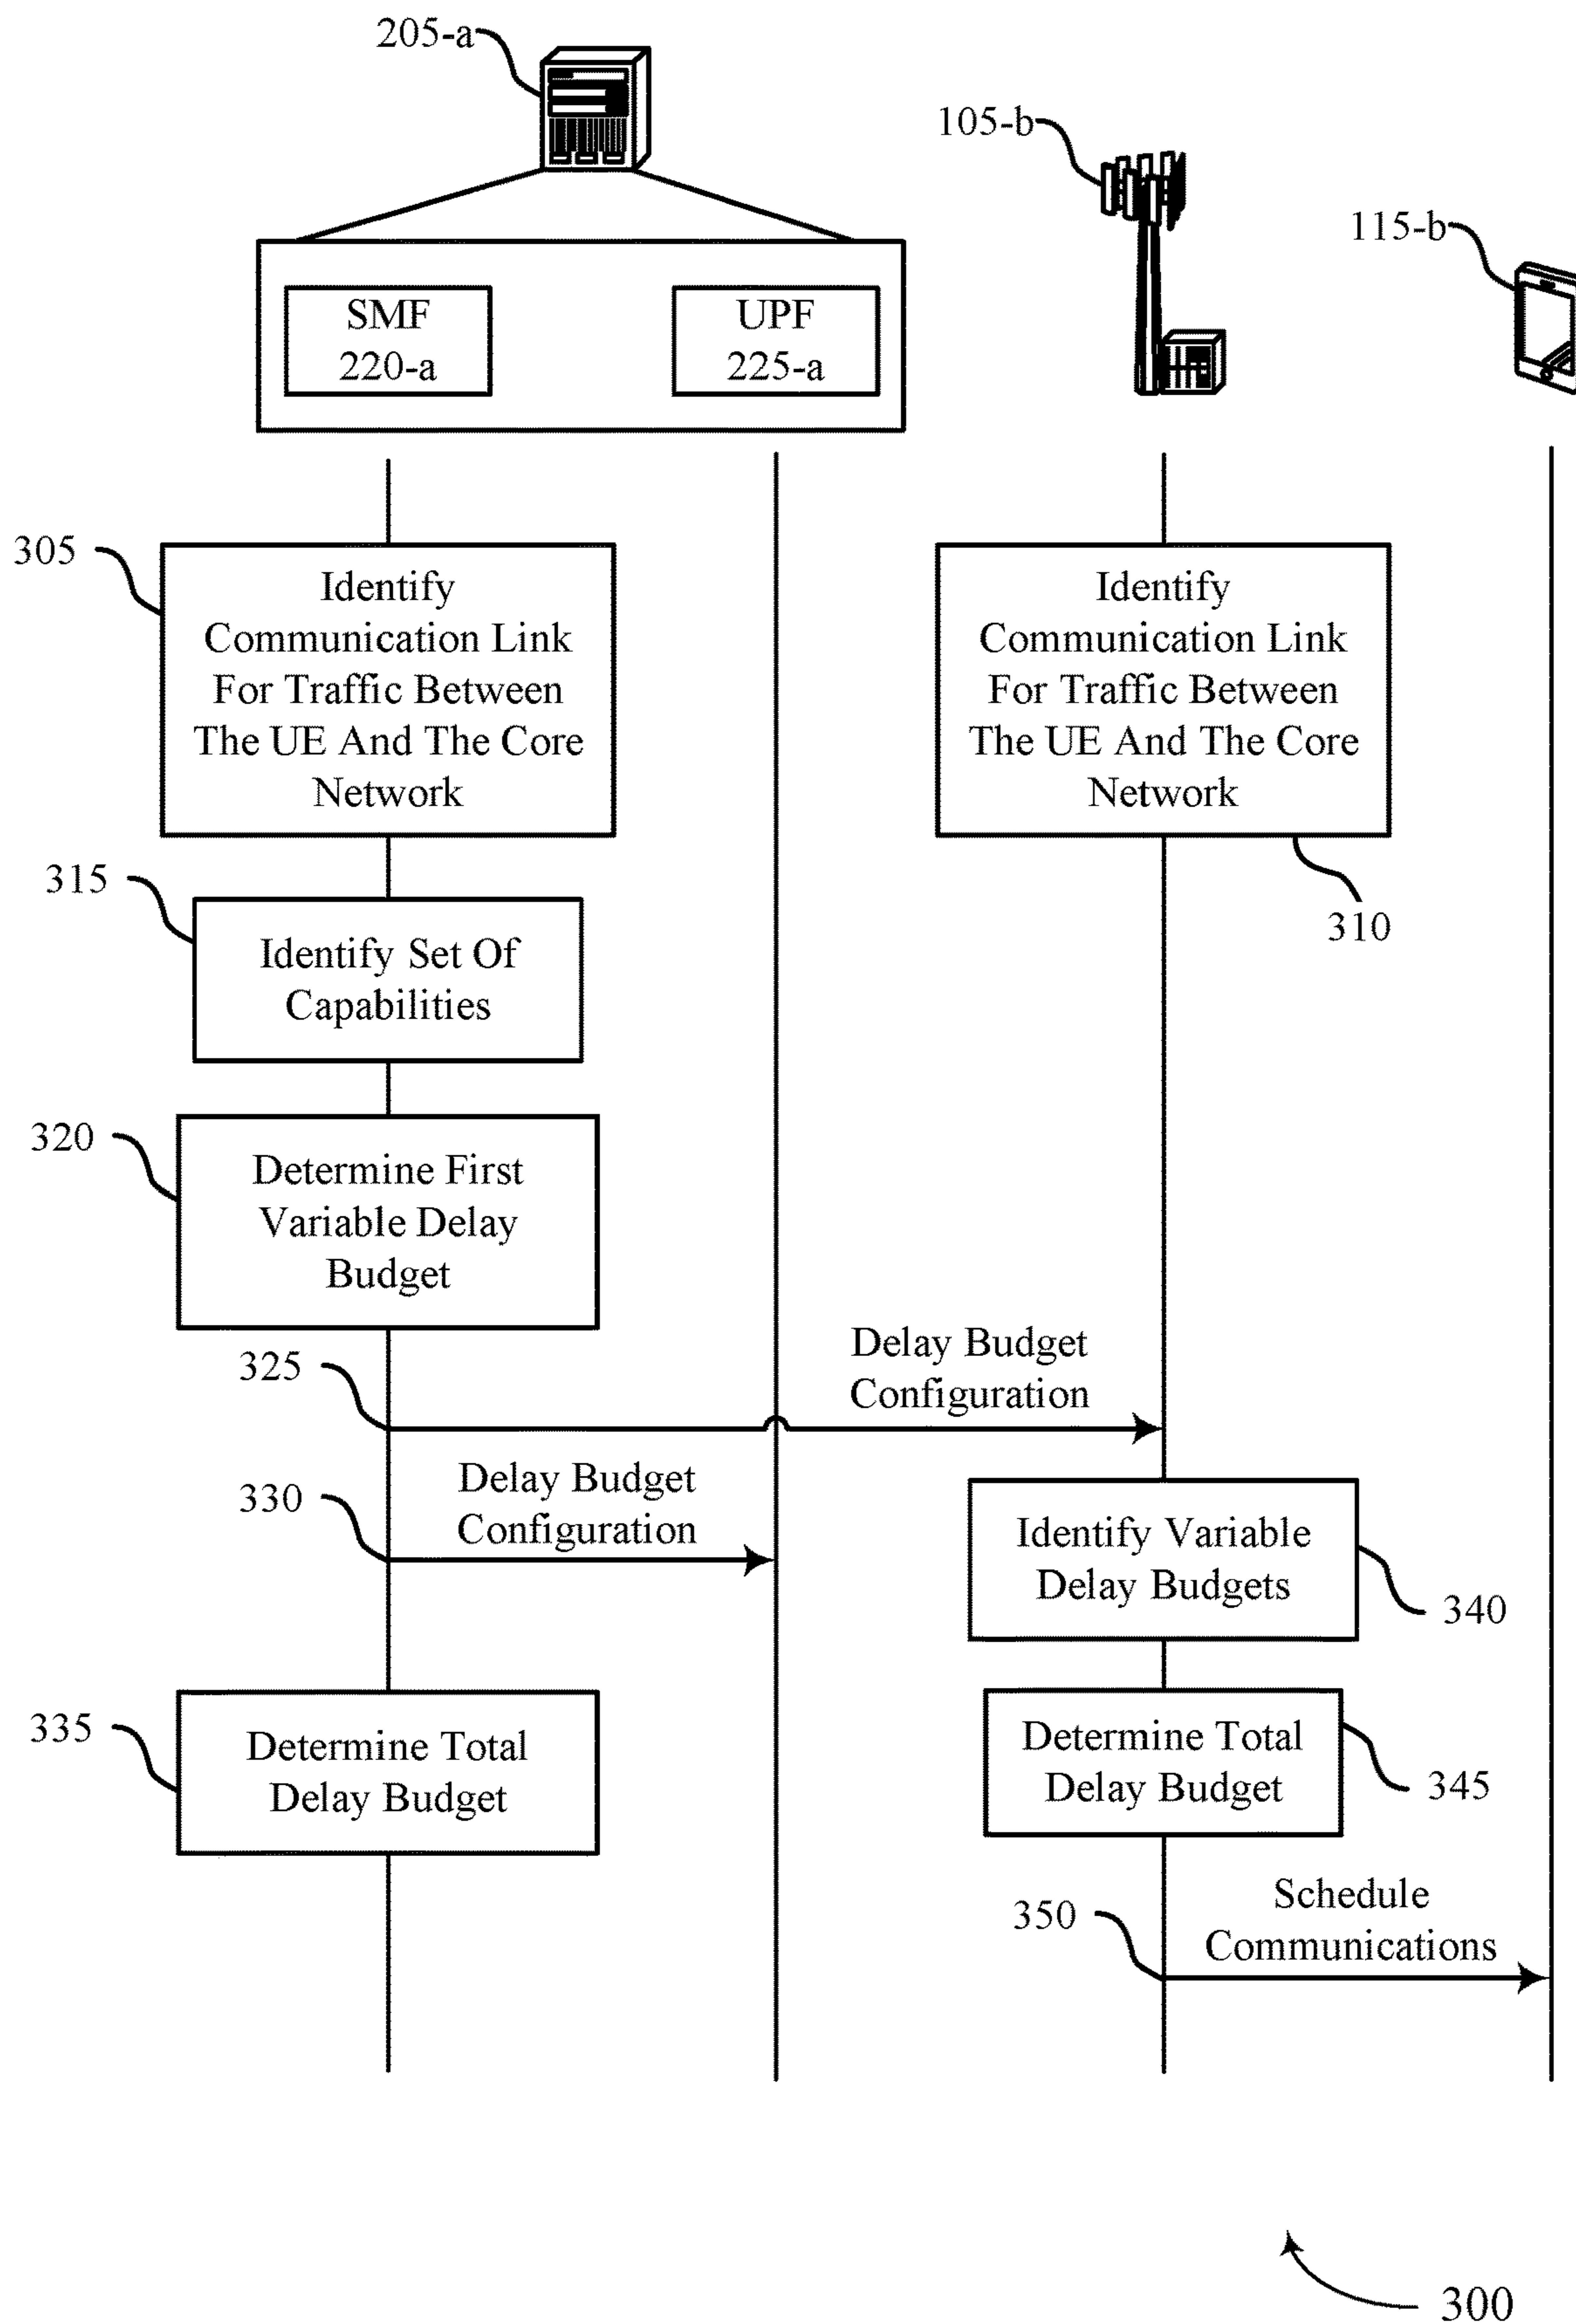 205-a
105-b
115-b
SMF
220-a
UPF
225-a
305
Identify
Communication Link
For Traffic Between
The UE And The Core
Network
Identify
Communication Link
For Traffic Between
The UE And The Core
Network
310
315
Identify Set Of
Capabilities
320
Determine First
Variable Delay
Budget
325
Delay Budget
Configuration
330
Delay Budget
Configuration
Identify Variable
Delay Budgets
340
335
Determine Total
Delay Budget
Determine Total
Delay Budget
345
350
Schedule
Communications
300